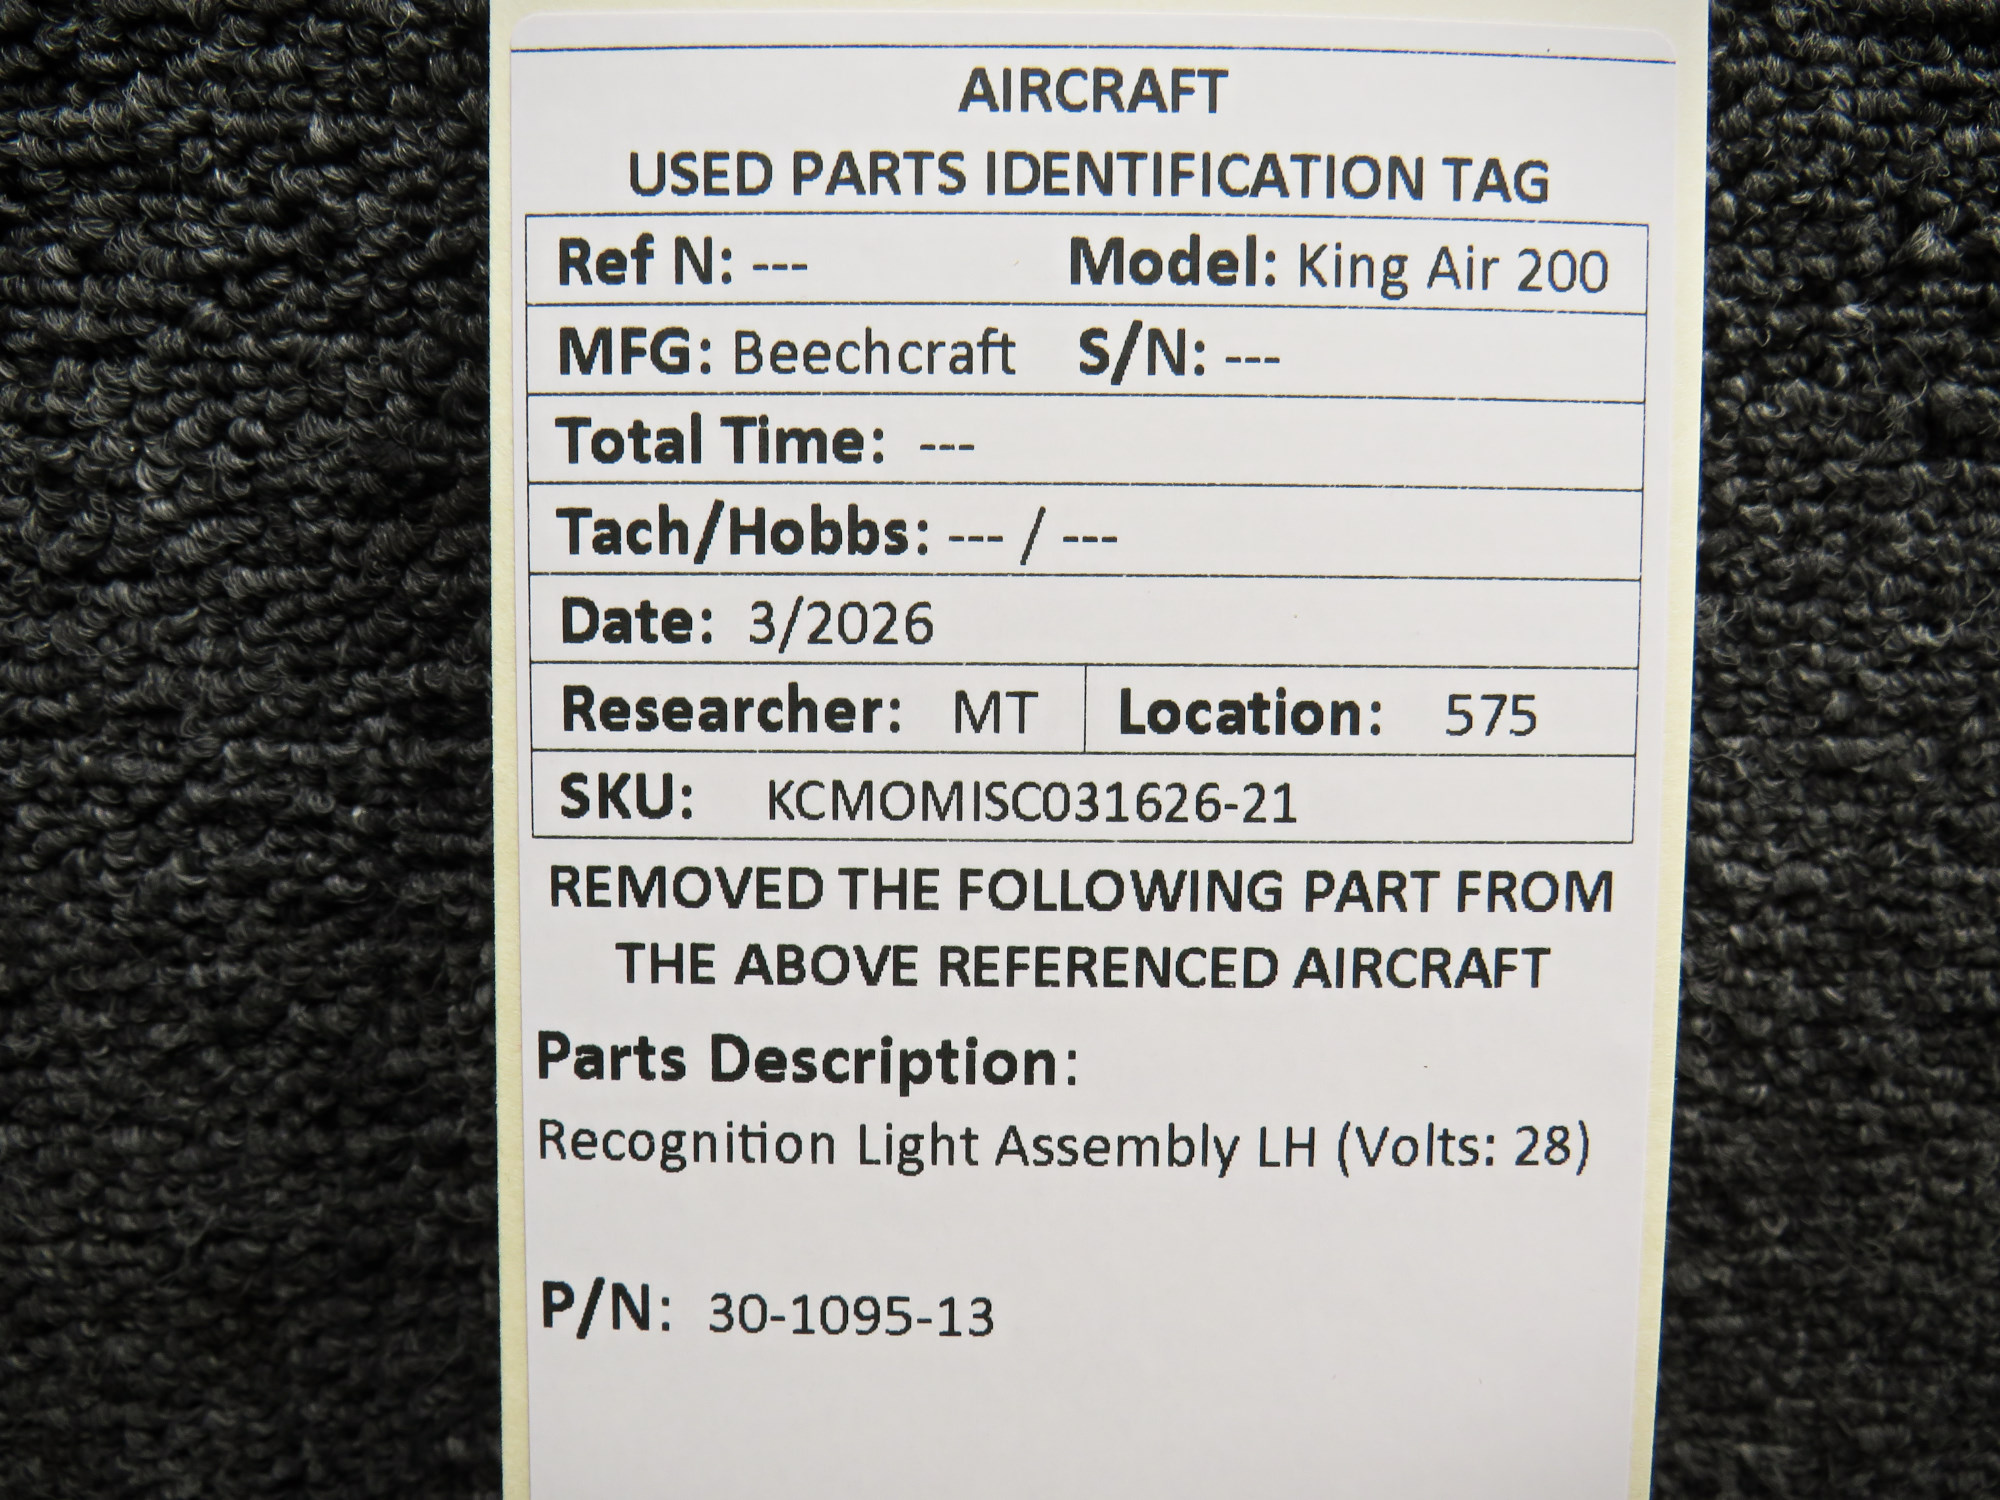 AIRCRAFT
USED PARTS IDENTIFICATION TAG
Ref N: --- Model: King Air 200
MFG: Beechcraft S/N: ---
Total Time: ---
Tach/Hobbs: --- / ---
Date: 3/2026
Researcher: MT Location: 575
SKU: KCMOMISC031626-21
REMOVED THE FOLLOWING PART FROM
THE ABOVE REFERENCED AIRCRAFT
Parts Description:
Recognition Light Assembly LH (Volts: 28)
P/N: 30-1095-13